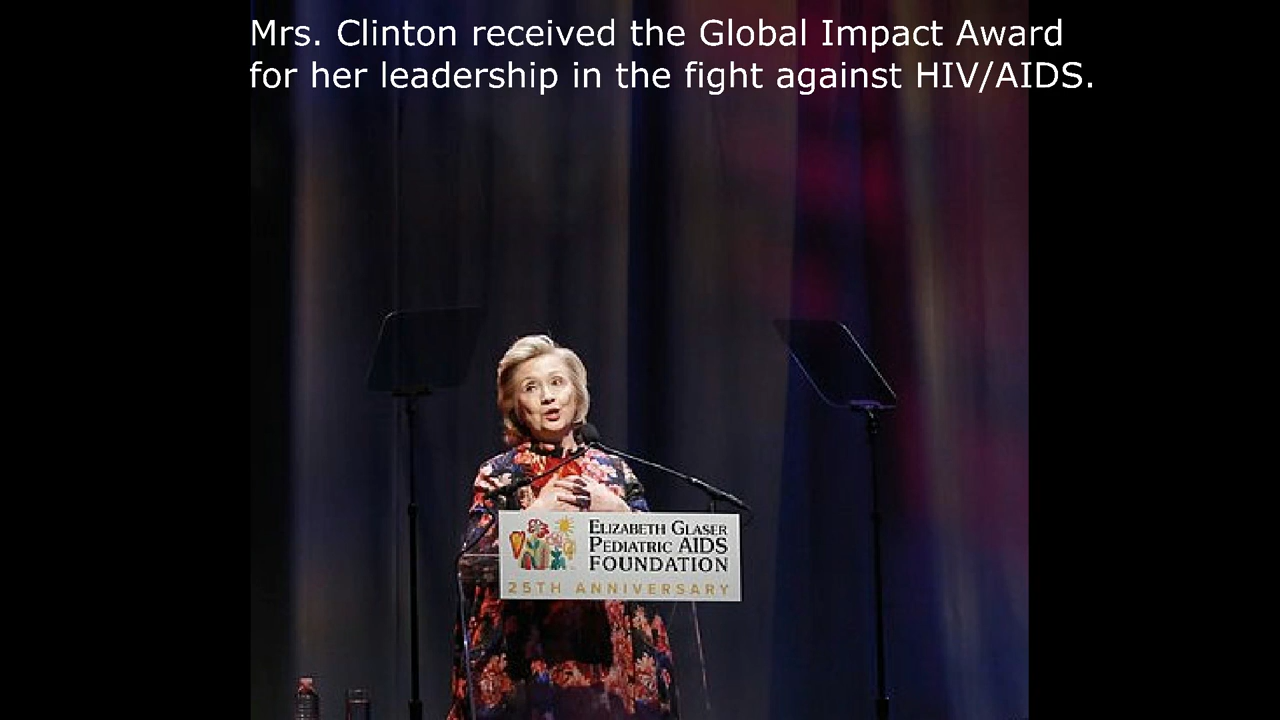 Mrs. Clinton received the Global Impact Award
for her leadership in the fight against HIV/AIDS.
ELIZABETH GLASER
PEDIATRIC AIDS
FOUNDATION
25TH ANNIVERSARY